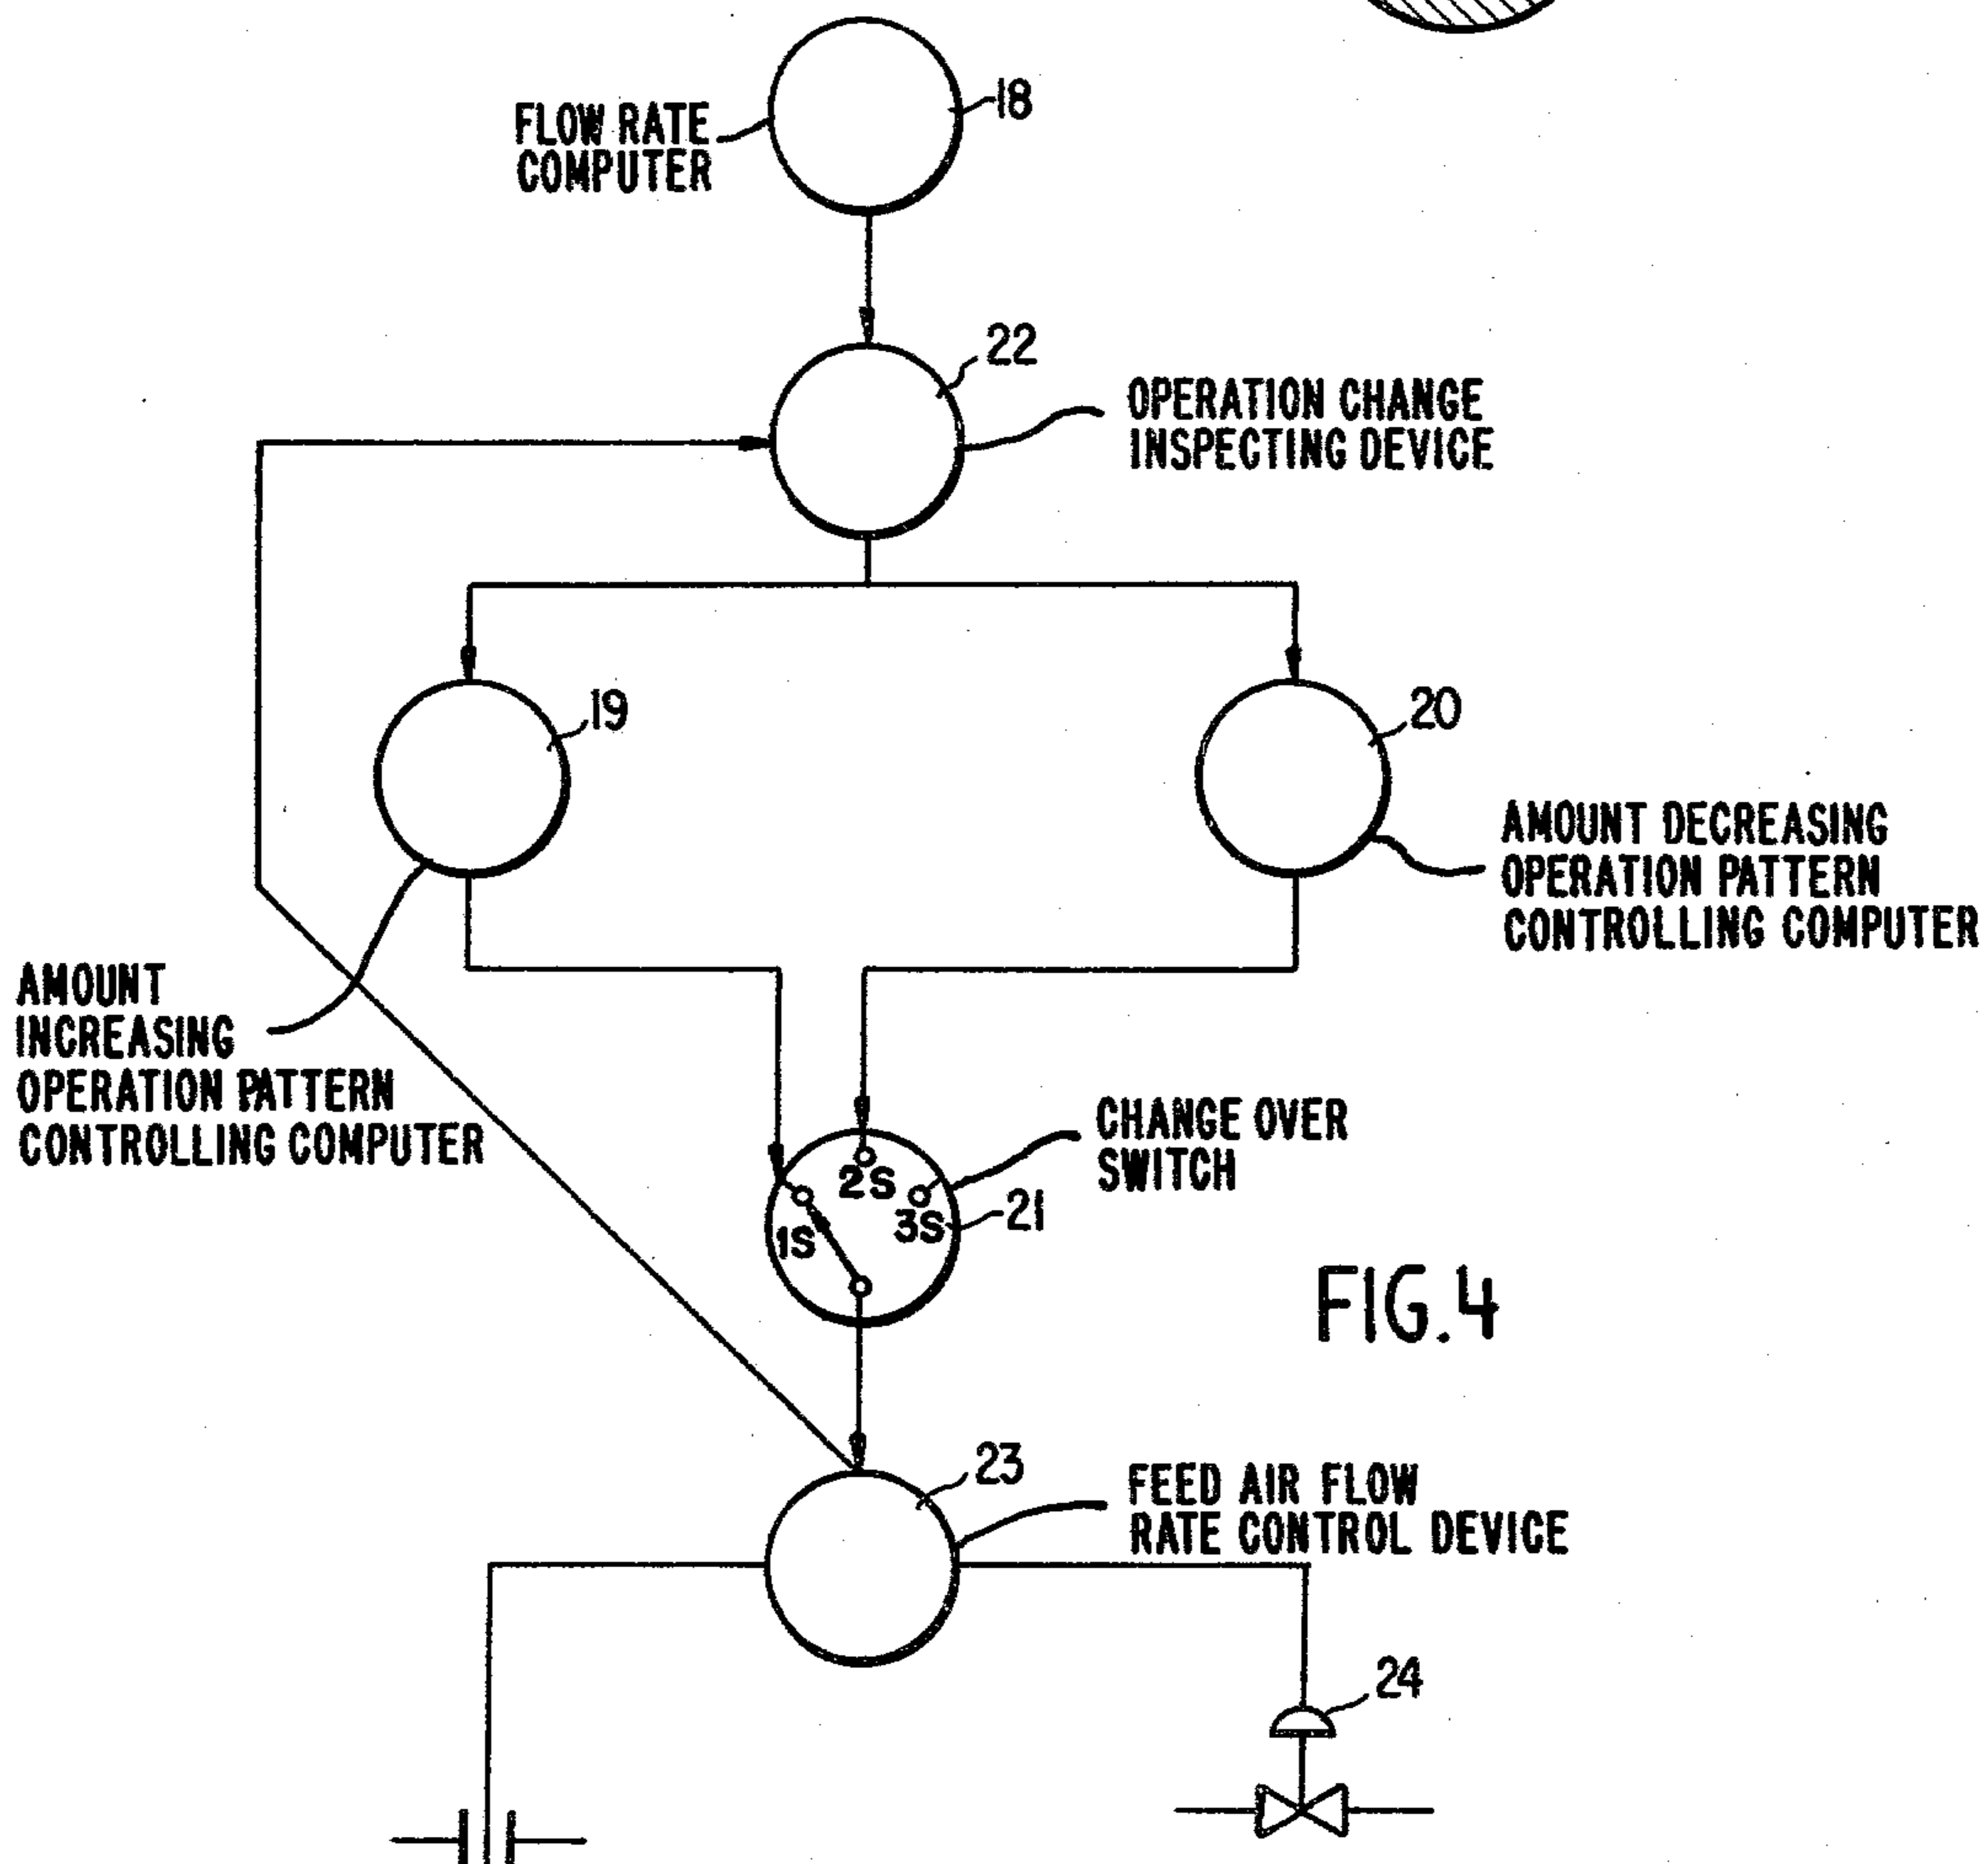 18
FLOW RATE
COMPUTER
22
OPERATION CHANGE
INSPECTING DEVICE
19
20
AMOUNT DECREASING
OPERATION PATTERN
CONTROLLING COMPUTER
AMOUNT
INCREASING
OPERATION PATTERN
CONTROLLING COMPUTER
CHANGE OVER
SWITCH
2S
3S
1S
21
FIG.4
23
FEED AIR FLOW
RATE CONTROL DEVICE
24